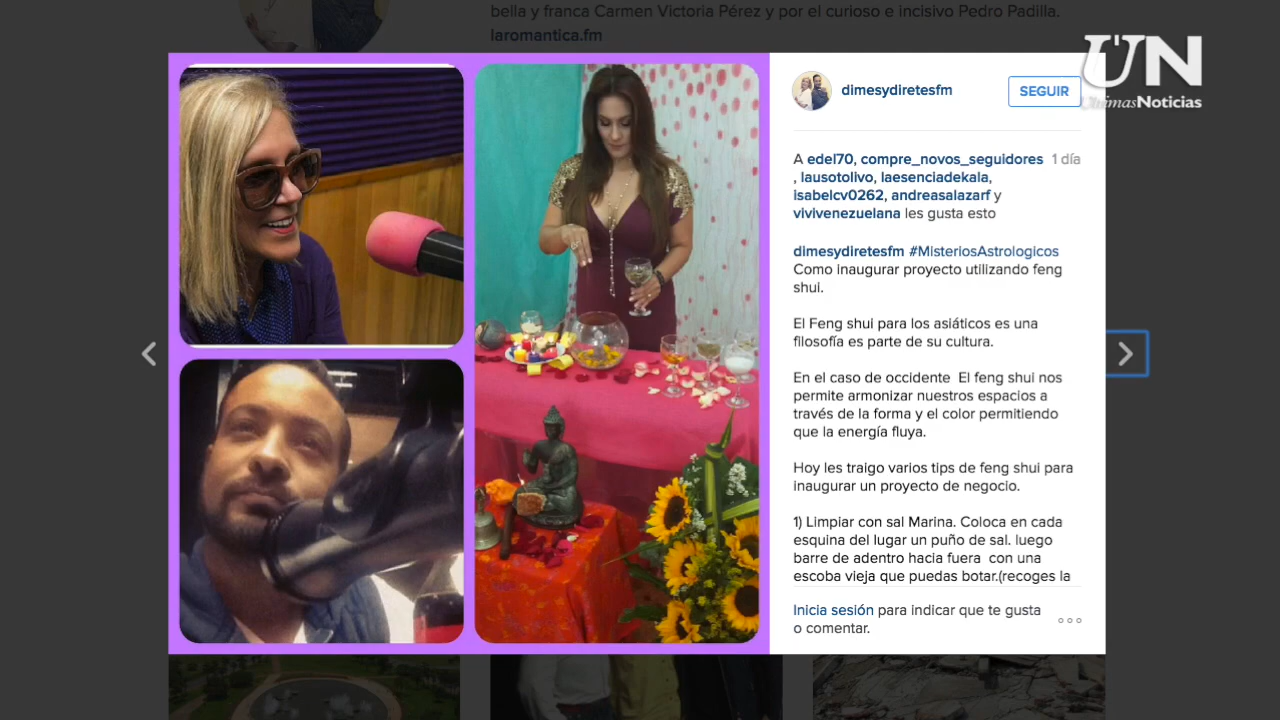 bella y franca Carmen Victoria Pérez y por el curioso e incisivo Pedro Padilla.
laromantica.fm
ÚN
ÚltimasNoticias
dimesydiretesfm
SEGUIR
A edel70, compre_novos_seguidores 1 día
, lausotolivo, laesenciadekala,
isabelcv0262, andreasalazarf y
vivivenezuelana les gusta esto
dimesydiretesfm #MisteriosAstrologicos
Como inaugurar proyecto utilizando feng
shui.
El Feng shui para los asiáticos es una
filosofía es parte de su cultura.
En el caso de occidente El feng shui nos
permite armonizar nuestros espacios a
través de la forma y el color permitiendo
que la energía fluya.
Hoy les traigo varios tips de feng shui para
inaugurar un proyecto de negocio.
1) Limpiar con sal Marina. Coloca en cada
esquina del lugar un puño de sal. luego
barre de adentro hacia fuera con una
escoba vieja que puedas botar.(recoges la
Inicia sesión para indicar que te gusta
o comentar.